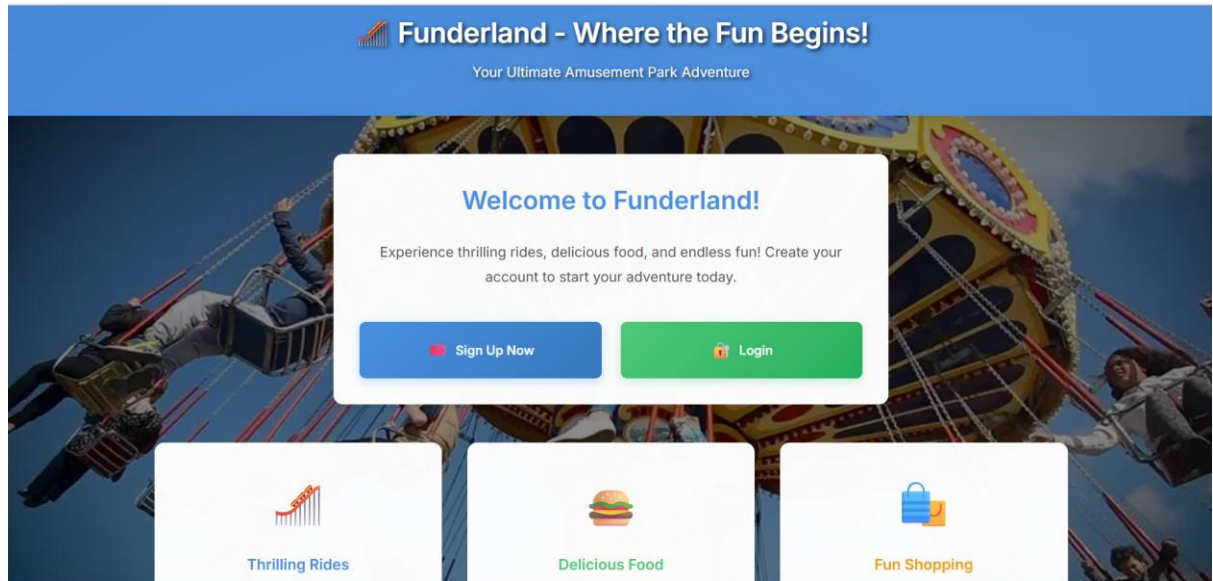 Funderland - Where the Fun Begins!
Your Ultimate Amusement Park Adventure
Welcome to Funderland!
Experience thrilling rides, delicious food, and endless fun! Create your
account to start your adventure today.
Sign Up Now
Login
Thrilling Rides
Delicious Food
Fun Shopping